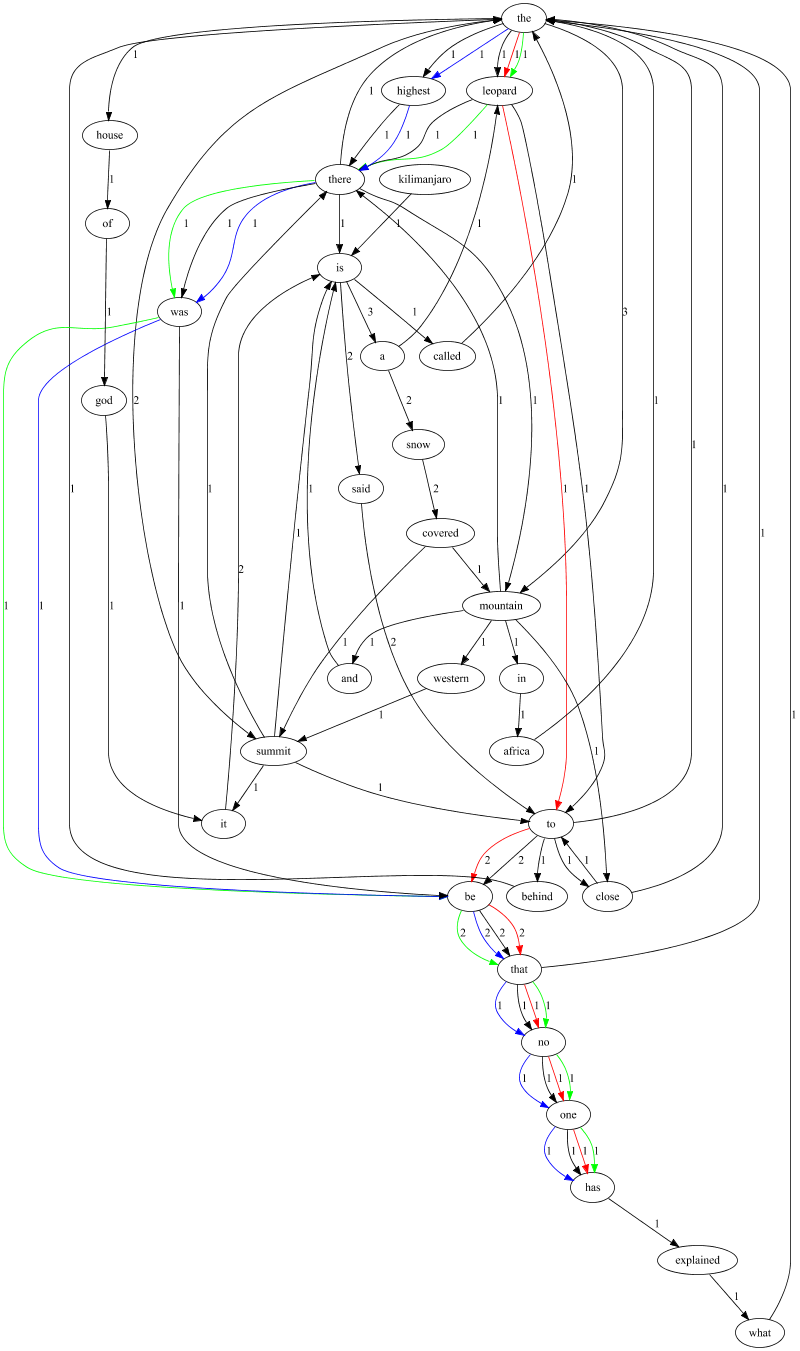 the
1 1 1 1 1 1
house highest leopard
1 1 1 1 1 1
of there kilimanjaro
1 1 1 1 1 1 1
is
was
1 2 3 1
god a called
2 3 1 1
snow
said 2
1 1 1 1 1 1 1
covered
1
mountain
1 1 1 2 1 2 1 1 1 1 1
and western in
1 1
summit africa
1 1 1
it to
2 2 1 1 1
be behind close
2 2 2 2
that
1 1 1 1
no
1 1 1 1
one
1 1 1 1
has
1
explained
1
what
1